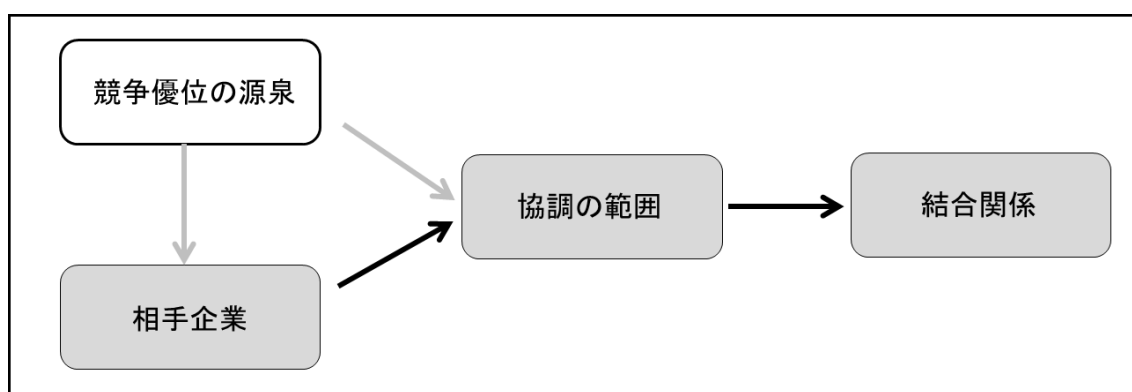 競争優位の源泉
協調の範囲
結合関係
相手企業